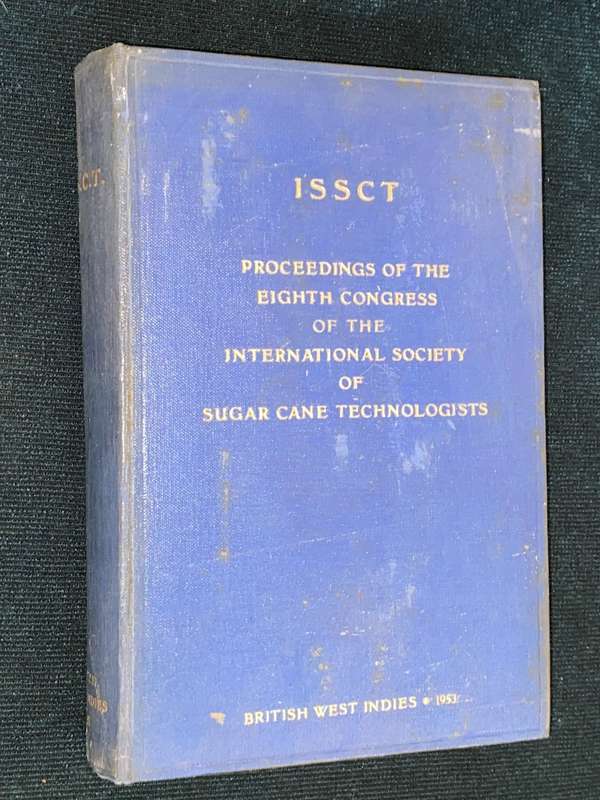 ISSCT
PROCEEDINGS OF THE
EIGHTH CONGRESS
OF THE
INTERNATIONAL SOCIETY
OF
SUGAR CANE TECHNOLOGISTS
BRITISH WEST INDIES • 1953
C.T.